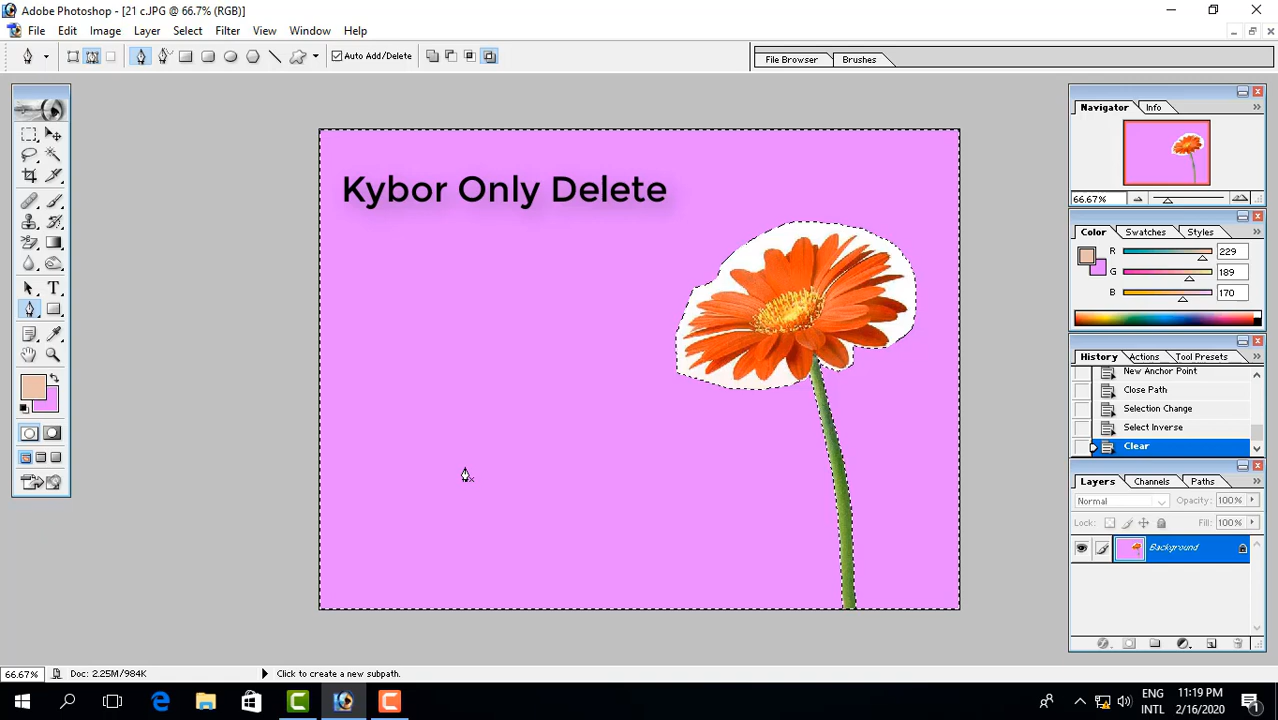 Adobe Photoshop - [21 c.JPG @ 66.7% (RGB)]
File Edit Image Layer Select Filter View Window Help
Auto Add/Delete
File Browser Brushes
Kybor Only Delete
Navigator Info
66.67%
Color Swatches Styles
R 229
G 189
B 170
History Actions Tool Presets
New Anchor Point
Close Path
Selection Change
Select Inverse
Clear
Layers Channels Paths
Normal Opacity: 100%
Lock: Fill: 100%
Background
66.67% Doc: 2.25M/984K Click to create a new subpath.
ENG
INTL
11:19 PM
2/16/2020
1